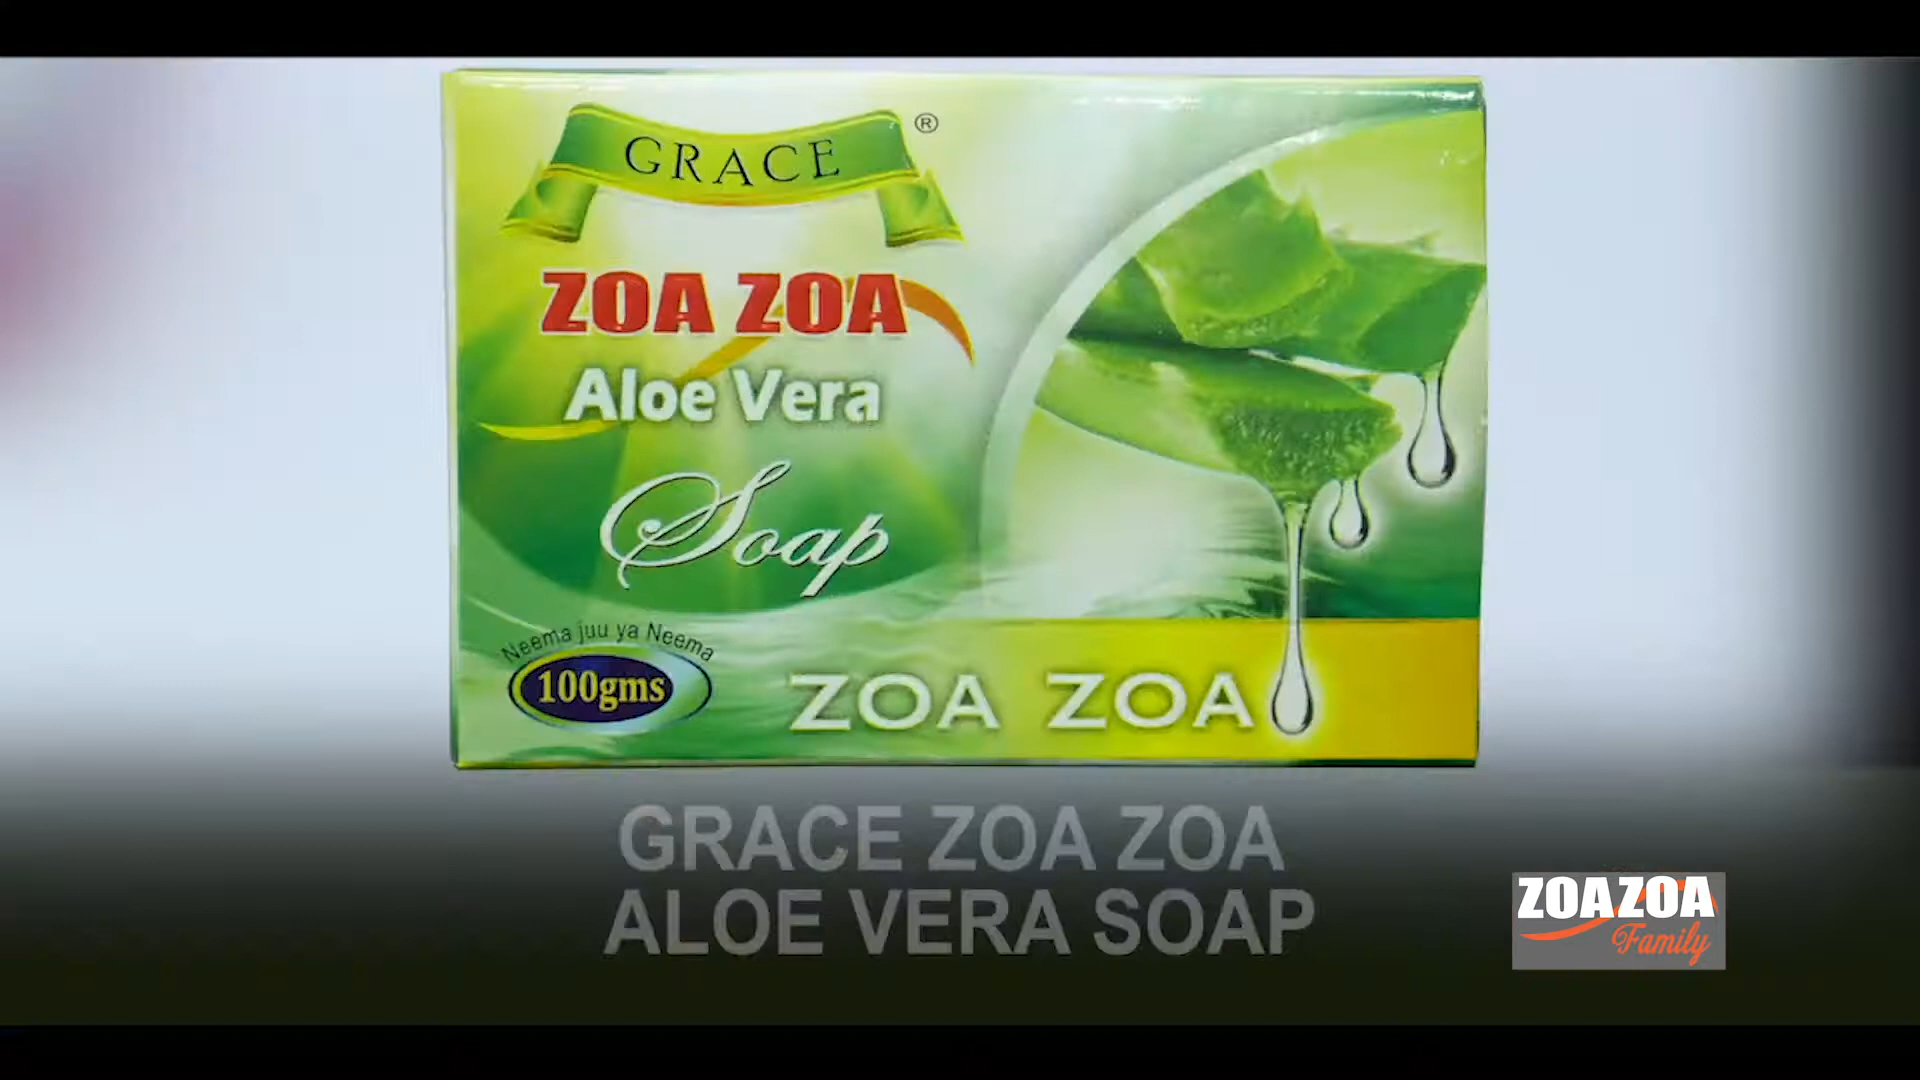 GRACE ®
ZOA ZOA
Aloe Vera
Soap
Neema juu ya Neema
100gms
ZOA ZOA
GRACE ZOA ZOA
ALOE VERA SOAP
ZOAZOA
Family